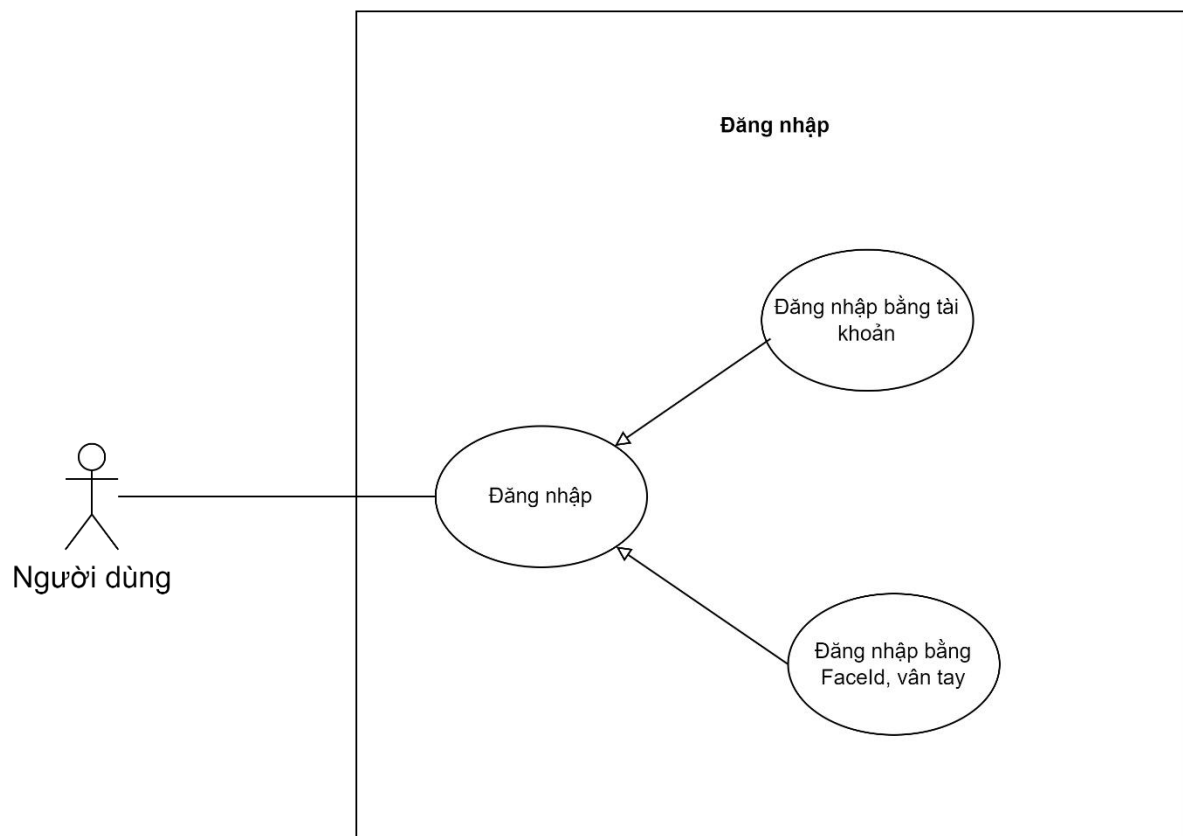 Đăng nhập
Đăng nhập bằng tài
khoản
Đăng nhập
Người dùng
Đăng nhập bằng
FaceId, vân tay